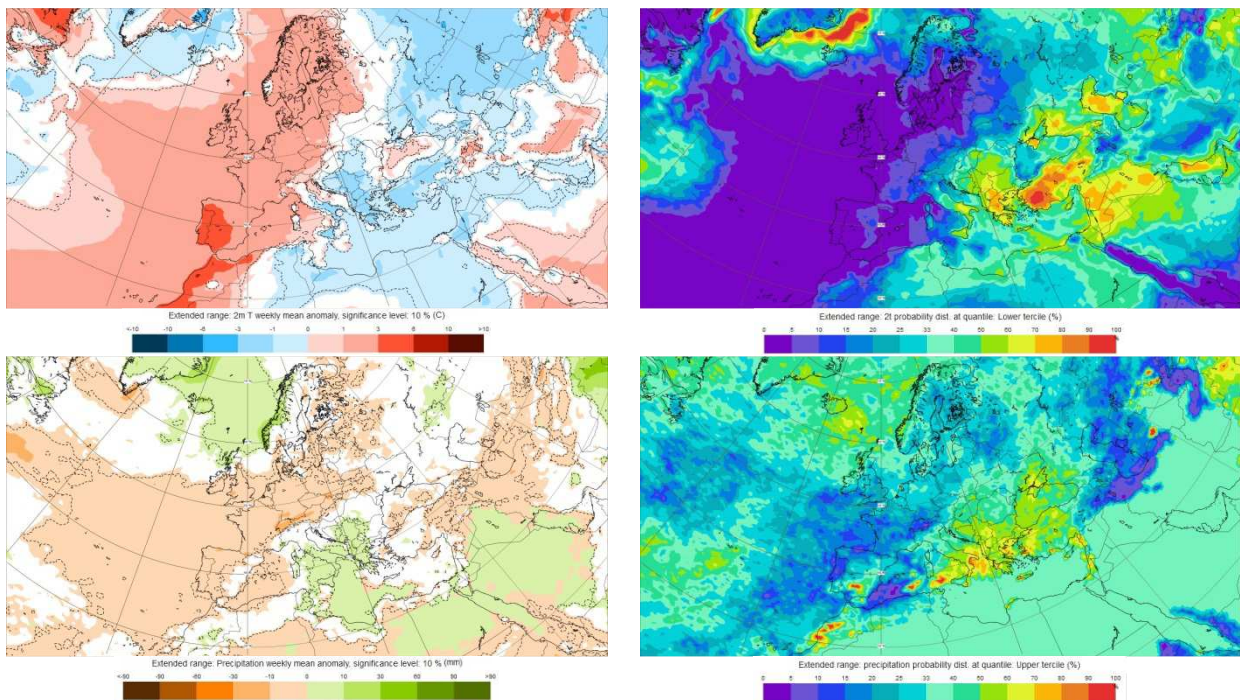 Extended range: 2m T weekly mean anomaly, significance level: 10 % (C)
<-10 -10 -6 -3 -1 0 1 3 6 10 >10
Extended range: 2t probability dist. at quantile: Lower tercile (%)
0 5 10 15 20 25 30 40 50 60 70 80 90 100
%
Extended range: Precipitation weekly mean anomaly, significance level: 10 % (mm)
<-90 -90 -60 -30 -10 0 10 30 60 90 >90
Extended range: precipitation probability dist. at quantile: Upper tercile (%)
0 5 10 15 20 25 30 40 50 60 70 80 90 100
%